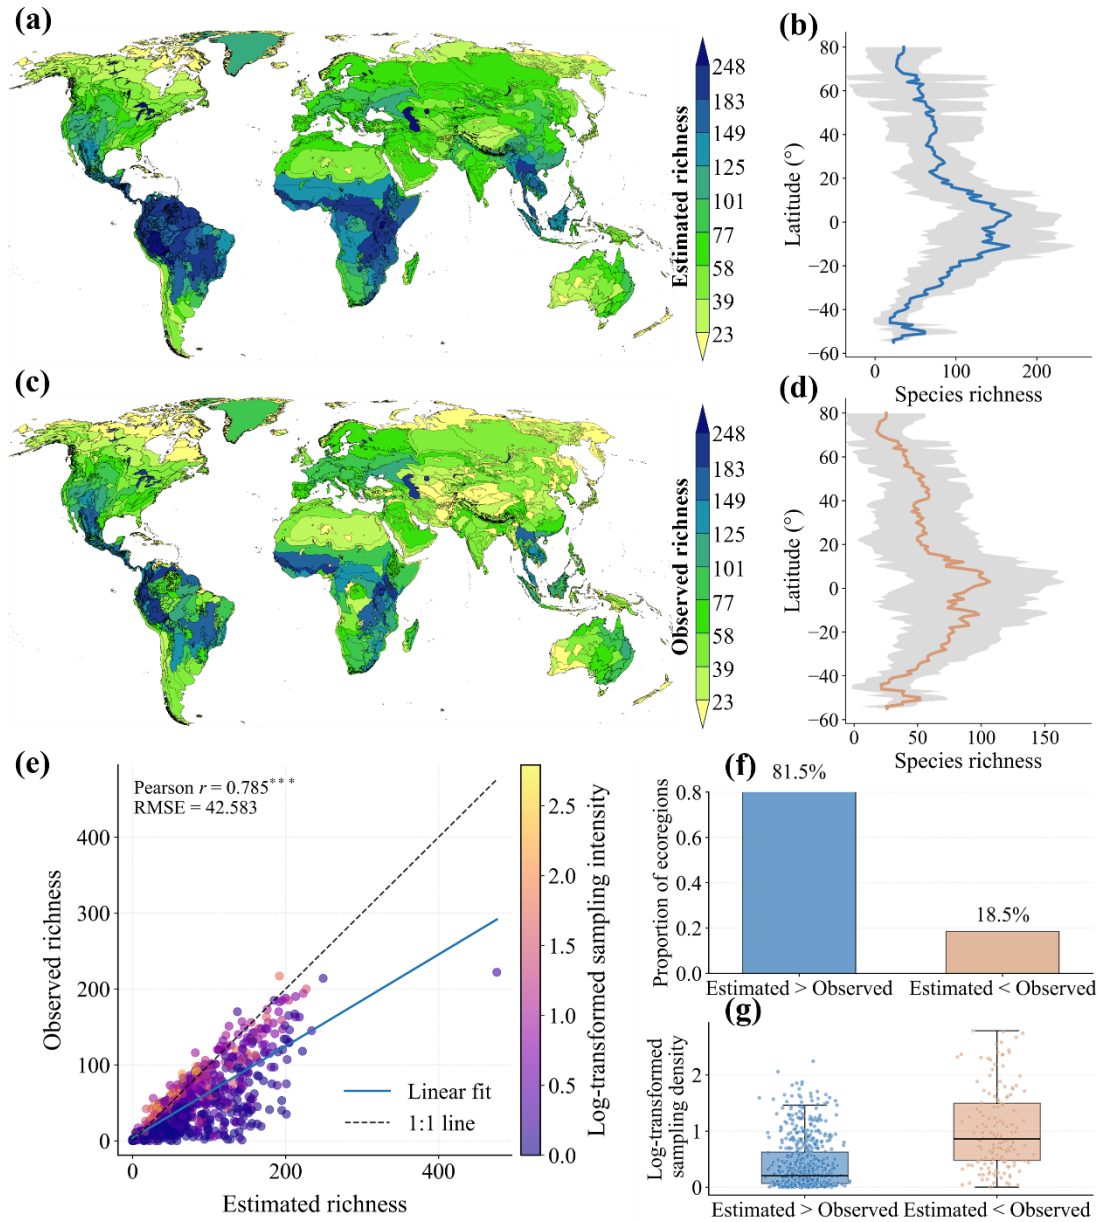 (a)
248
183
149
125
101
77
58
39
23
Estimated richness
(b)
80
60
40
20
0
−20
−40
−60
Latitude (°)
0
100
200
Species richness
(c)
248
183
149
125
101
77
58
39
23
Observed richness
(d)
80
60
40
20
0
−20
−40
−60
Latitude (°)
0
50
100
150
Species richness
(e)
Pearson r = 0.785***
RMSE = 42.583
400
300
200
100
0
Observed richness
0
200
400
Estimated richness
Linear fit
1:1 line
2.5
2.0
1.5
1.0
0.5
0.0
Log-transformed sampling intensity
(f)
81.5%
18.5%
0.8
0.4
0.2
0.0
Proportion of ecoregions
Estimated > Observed
Estimated < Observed
(g)
2
1
0
Log-transformed
sampling density
Estimated > Observed
Estimated < Observed